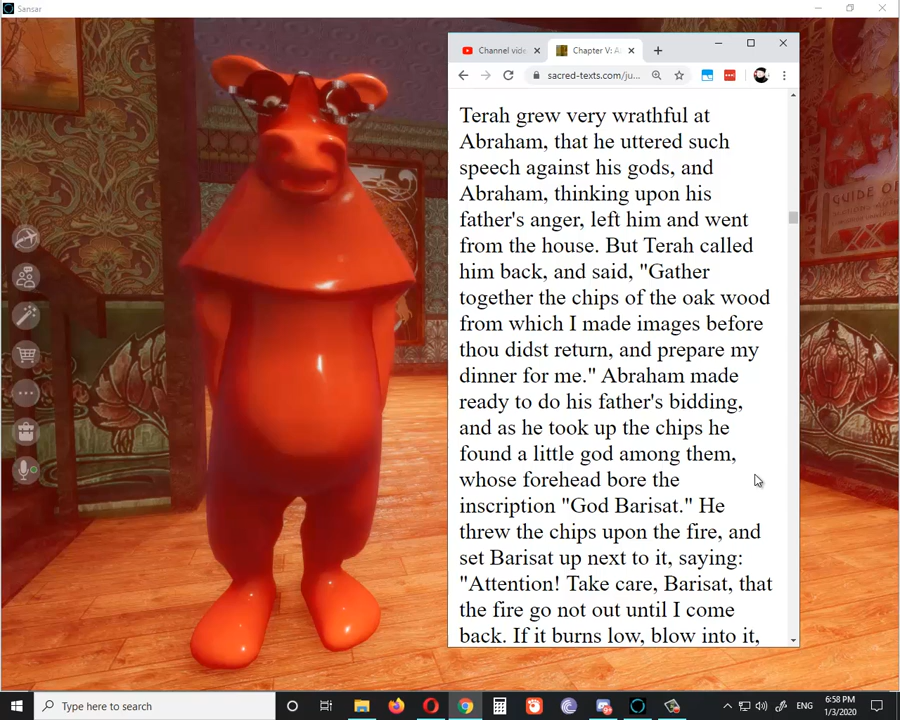 Sansar
Channel vide
Chapter V: A
sacred-texts.com/ju...
Terah grew very wrathful at
Abraham, that he uttered such
speech against his gods, and
Abraham, thinking upon his
father's anger, left him and went
from the house. But Terah called
him back, and said, "Gather
together the chips of the oak wood
from which I made images before
thou didst return, and prepare my
dinner for me." Abraham made
ready to do his father's bidding,
and as he took up the chips he
found a little god among them,
whose forehead bore the
inscription "God Barisat." He
threw the chips upon the fire, and
set Barisat up next to it, saying:
"Attention! Take care, Barisat, that
the fire go not out until I come
back. If it burns low, blow into it,
GUIDE OF
Type here to search
ENG
6:58 PM
1/3/2020